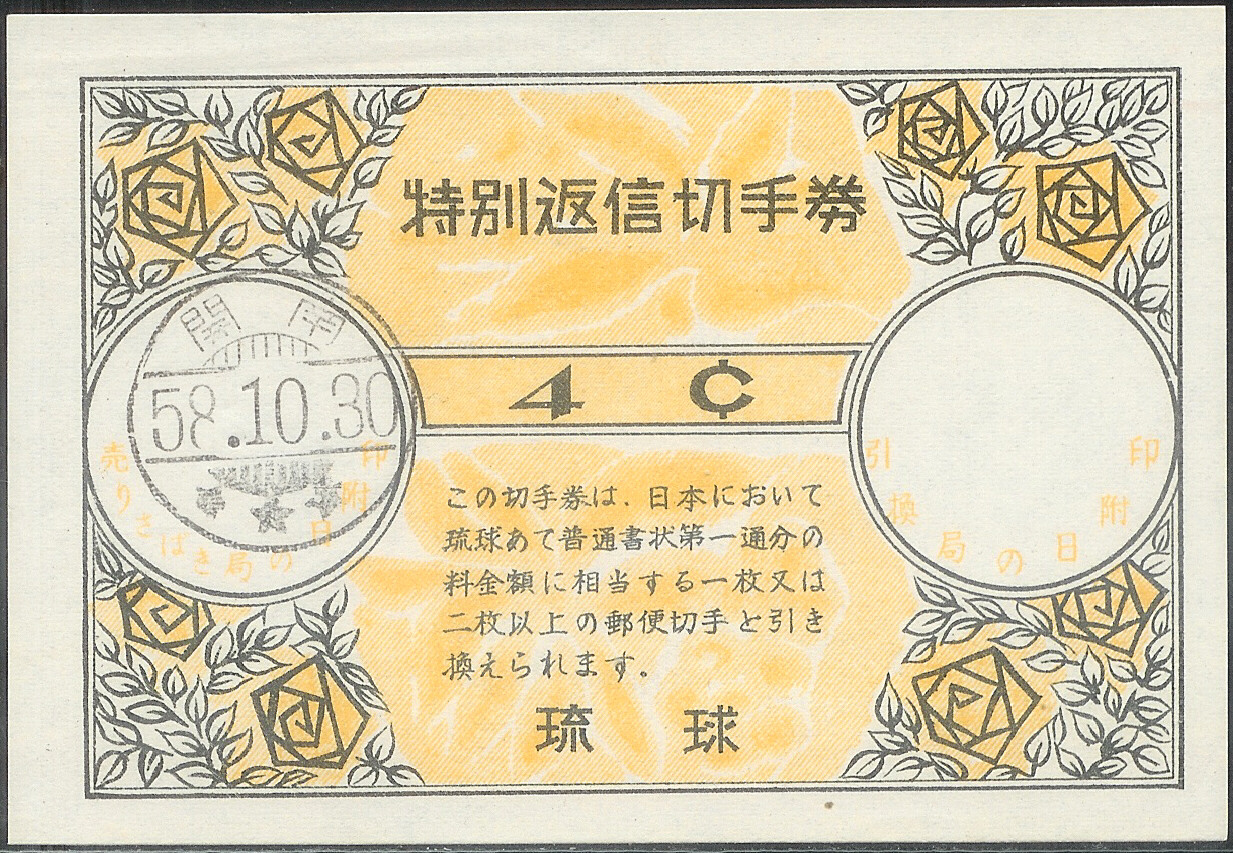 特別返信切手券
開南
58.10.30
4 ¢
売りさばき局の日附印
引換局の日附印
この切手券は、日本において
琉球あて普通書状第一通分の
料金額に相当する一枚又は
二枚以上の郵便切手と引き
換えられます。
琉球